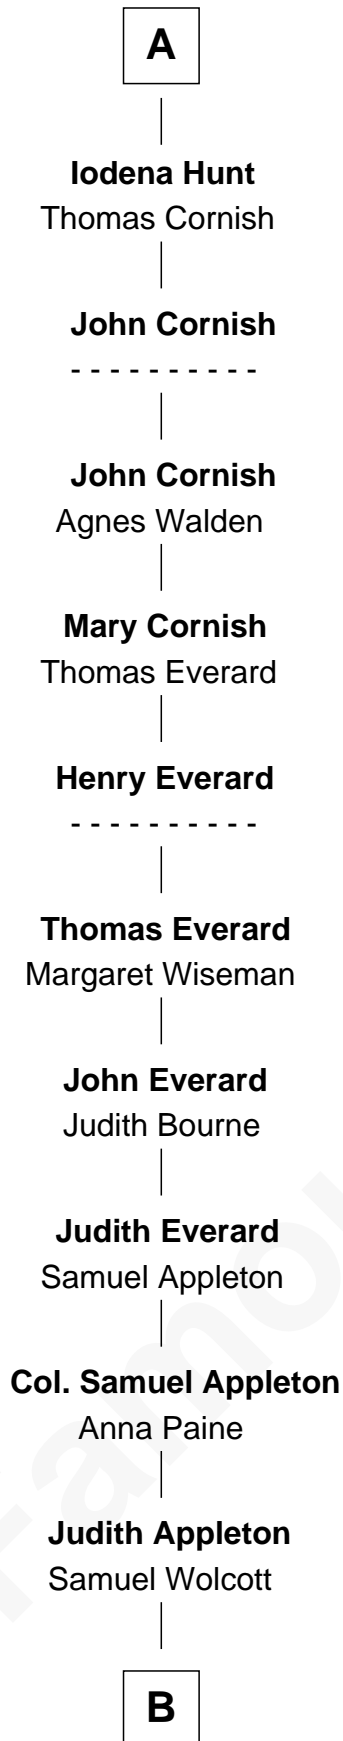 A
Iodena Hunt
Thomas Cornish
John Cornish
- - - - - - - - - -
John Cornish
Agnes Walden
Mary Cornish
Thomas Everard
Henry Everard
- - - - - - - - - -
Thomas Everard
Margaret Wiseman
John Everard
Judith Bourne
Judith Everard
Samuel Appleton
Col. Samuel Appleton
Anna Paine
Judith Appleton
Samuel Wolcott
B